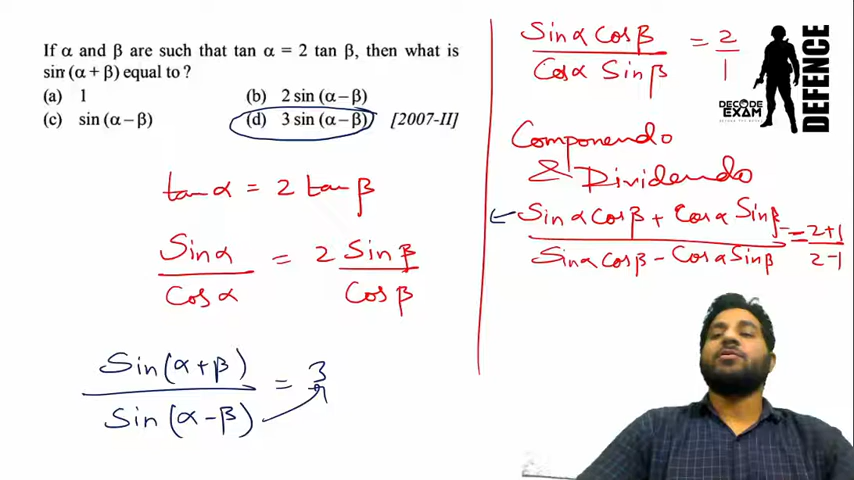 If α and β are such that tan α = 2 tan β, then what is
sin (α + β) equal to ?
(a) 1 (b) 2 sin (α – β)
(c) sin (α – β) (d) 3 sin (α – β) [2007-II]
tan α = 2 tan β
Sin α / Cos α = 2 Sin β / Cos β
Sin(α+β) / Sin(α-β) = 3/1
Sin α Cos β / Cos α Sin β = 2/1
Componendo
& Dividendo
Sin α Cos β + Cos α Sin β / Sin α Cos β - Cos α Sin β = 2+1 / 2-1
DECODE
EXAM
DEFENCE